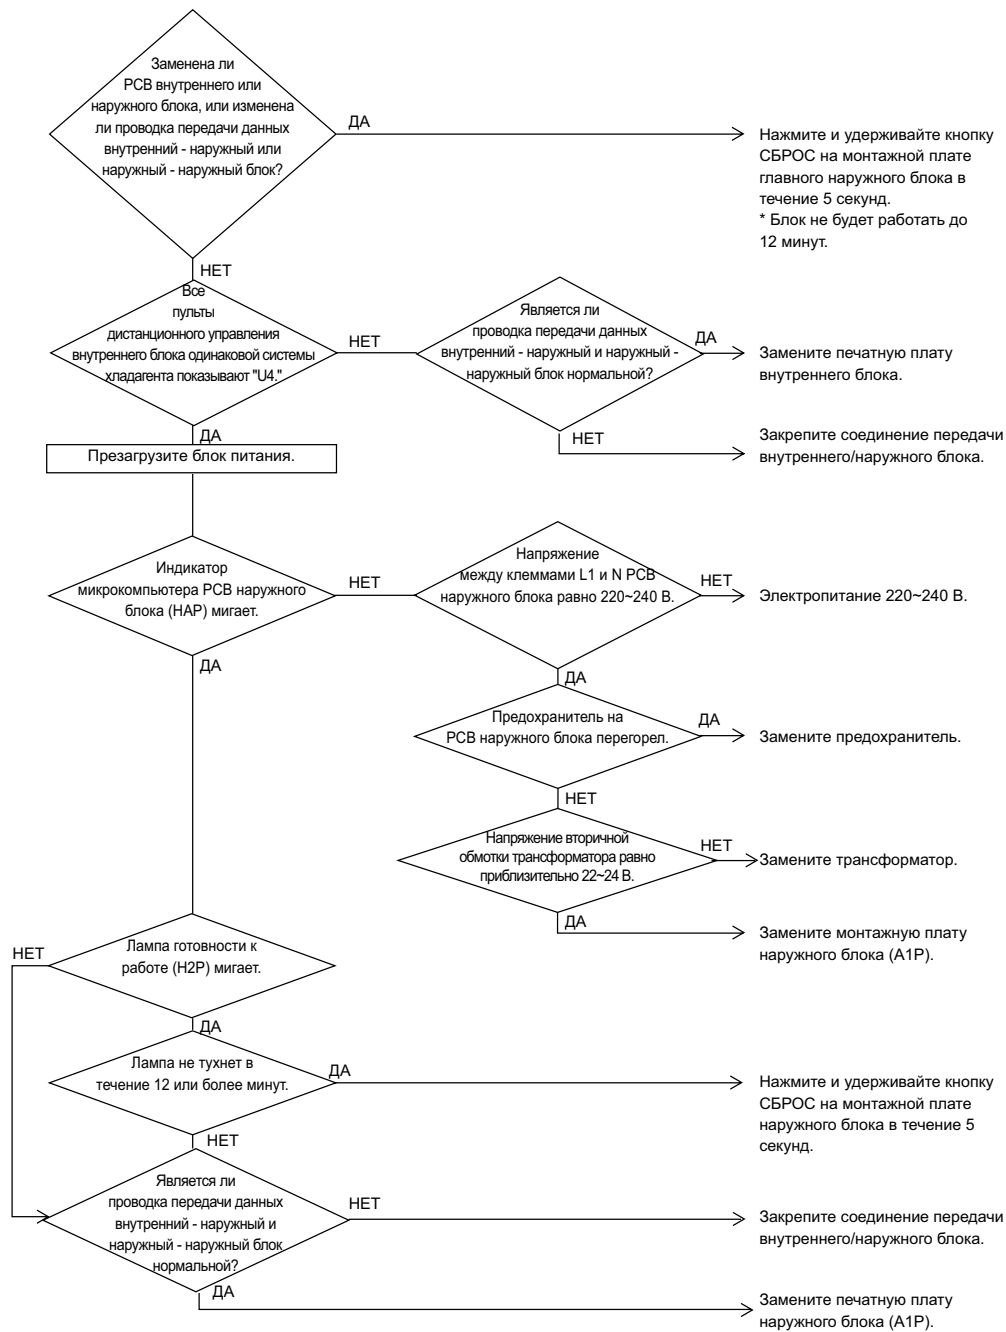 Заменена ли
PCB внутреннего или
наружного блока, или изменена
ли проводка передачи данных
внутренний - наружный или
наружный - наружный блок?
ДА
Нажмите и удерживайте кнопку
СБРОС на монтажной плате
главного наружного блока в
течение 5 секунд.
* Блок не будет работать до
12 минут.
НЕТ
Все
пульты
дистанционного управления
внутреннего блока одинаковой системы
хладагента показывают "U4."
НЕТ
Является ли
проводка передачи данных
внутренний - наружный и наружный -
наружный блок нормальной?
ДА
Замените печатную плату
внутреннего блока.
НЕТ
Закрепите соединение передачи
внутреннего/наружного блока.
ДА
Презагрузите блок питания.
Индикатор
микрокомпьютера PCB наружного
блока (HAP) мигает.
НЕТ
Напряжение
между клеммами L1 и N PCB
наружного блока равно 220~240 В.
НЕТ
Электропитание 220~240 В.
ДА
ДА
Предохранитель на
PCB наружного блока перегорел.
ДА
Замените предохранитель.
НЕТ
Напряжение вторичной
обмотки трансформатора равно
приблизительно 22~24 В.
НЕТ
Замените трансформатор.
ДА
Замените монтажную плату
наружного блока (A1P).
НЕТ
Лампа готовности к
работе (H2P) мигает.
ДА
Лампа не тухнет в
течение 12 или более минут.
ДА
Нажмите и удерживайте кнопку
СБРОС на монтажной плате
наружного блока в течение 5
секунд.
НЕТ
Является ли
проводка передачи данных
внутренний - наружный и
наружный - наружный блок
нормальной?
НЕТ
Закрепите соединение передачи
внутреннего/наружного блока.
ДА
Замените печатную плату
наружного блока (A1P).